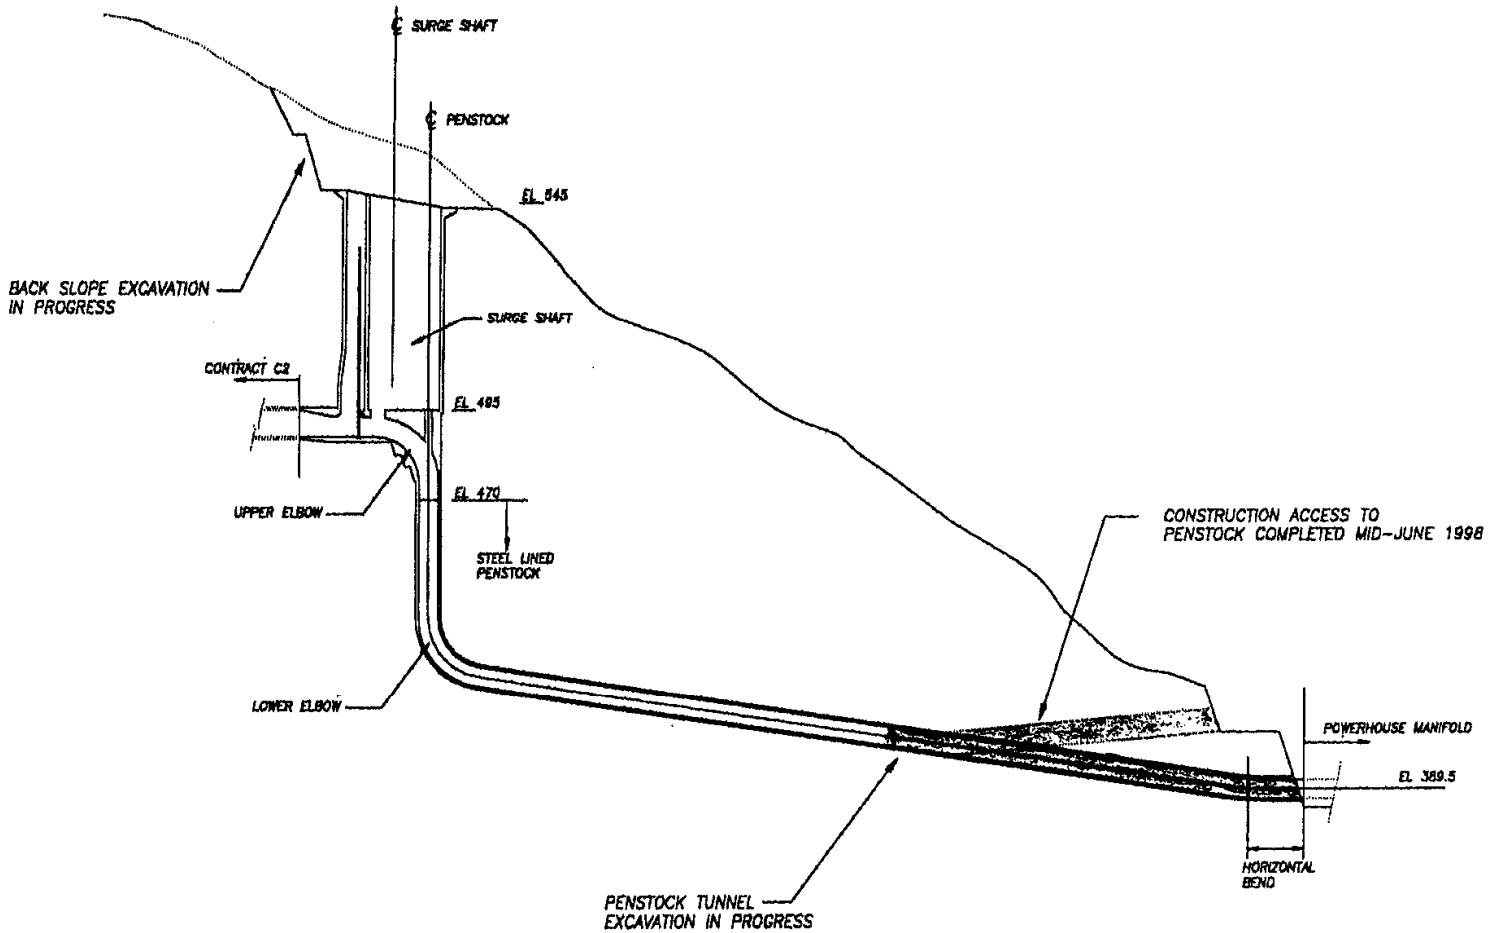 ℄ SURGE SHAFT
℄ PENSTOCK
EL 545
BACK SLOPE EXCAVATION
IN PROGRESS
SURGE SHAFT
CONTRACT C2
EL 495
EL 470
UPPER ELBOW
STEEL LINED
PENSTOCK
CONSTRUCTION ACCESS TO
PENSTOCK COMPLETED MID-JUNE 1998
LOWER ELBOW
POWERHOUSE MANIFOLD
EL 389.5
HORIZONTAL
BEND
PENSTOCK TUNNEL
EXCAVATION IN PROGRESS